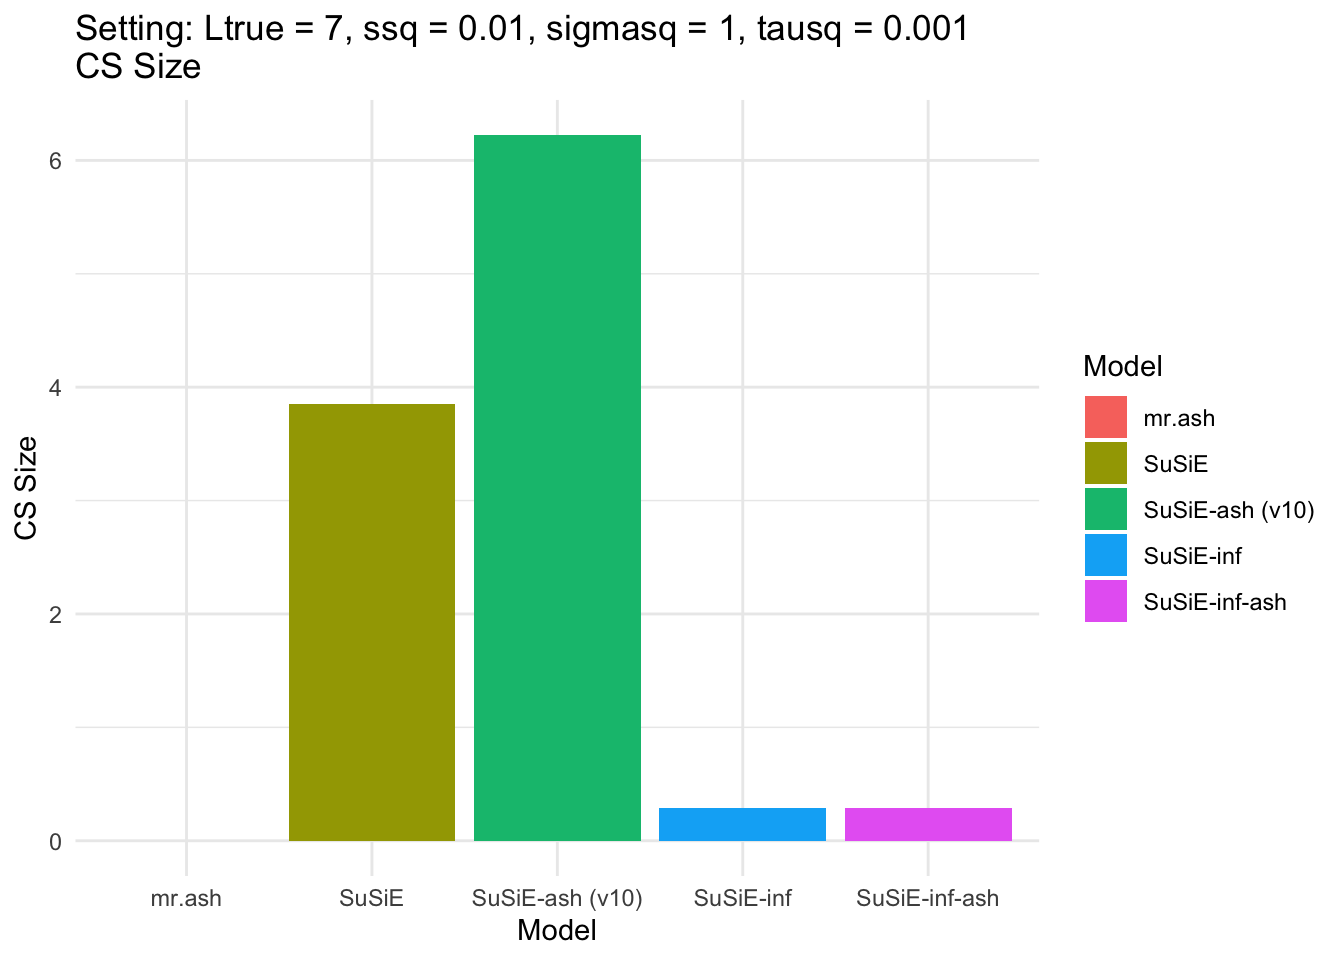 Setting: Ltrue = 7, ssq = 0.01, sigmasq = 1, tausq = 0.001
CS Size
6
4
2
0
CS Size
mr.ash
SuSiE
SuSiE-ash (v10)
SuSiE-inf
SuSiE-inf-ash
Model
Model
mr.ash
SuSiE
SuSiE-ash (v10)
SuSiE-inf
SuSiE-inf-ash